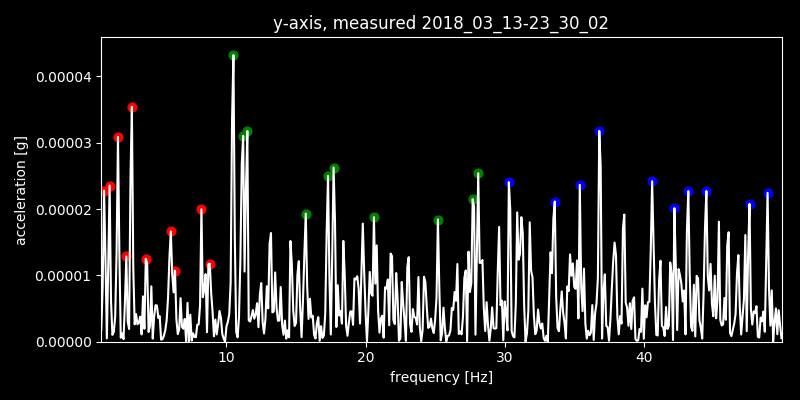 y-axis, measured 2018_03_13-23_30_02
0.00004
0.00003
0.00002
0.00001
0.00000
acceleration [g]
10 20 30 40
frequency [Hz]